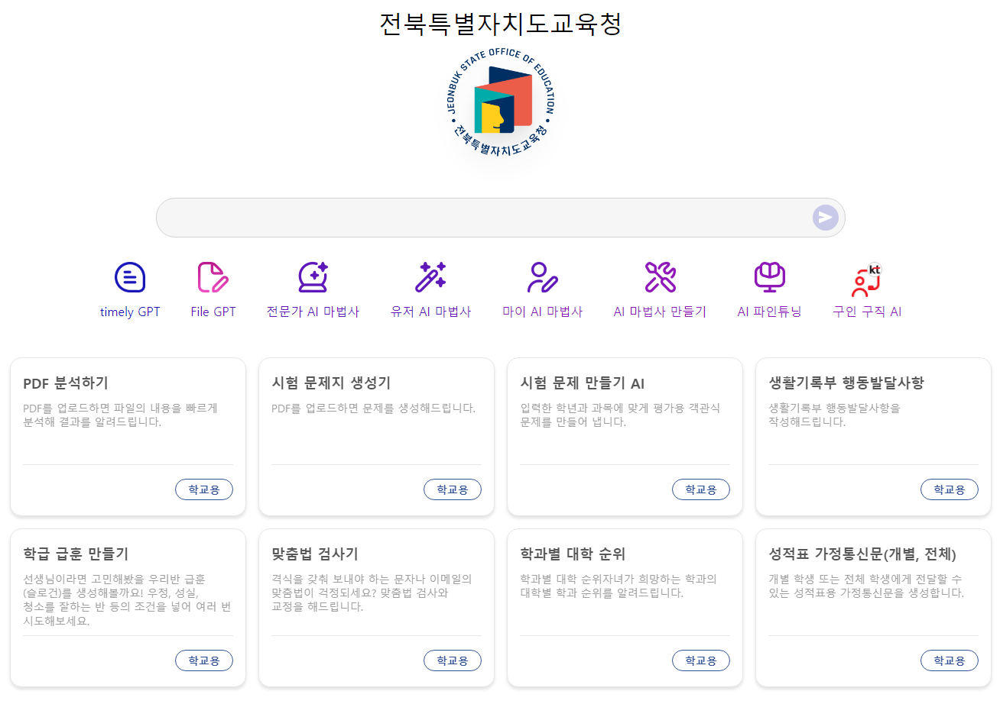 전북특별자치도교육청
JEONBUK STATE OFFICE OF EDUCATION
전북특별자치도교육청
timely GPT
File GPT
전문가 AI 마법사
유저 AI 마법사
마이 AI 마법사
AI 마법사 만들기
AI 파인튜닝
kt
구인 구직 AI
PDF 분석하기
PDF를 업로드하면 파일의 내용을 빠르게
분석해 결과를 알려드립니다.
학교용
시험 문제지 생성기
PDF를 업로드하면 문제를 생성해드립니다.
학교용
시험 문제 만들기 AI
입력한 학년과 과목에 맞게 평가용 객관식
문제를 만들어 냅니다.
학교용
생활기록부 행동발달사항
생활기록부 행동발달사항을
작성해드립니다.
학교용
학급 급훈 만들기
선생님이라면 고민해봤을 우리반 급훈
(슬로건)를 생성해볼까요! 우정, 성실,
청소를 잘하는 반 등의 조건을 넣어 여러 번
시도해보세요.
학교용
맞춤법 검사기
격식을 갖춰 보내야 하는 문자나 이메일의
맞춤법이 걱정되세요? 맞춤법 검사와
교정을 해드립니다.
학교용
학과별 대학 순위
학과별 대학 순위자녀가 희망하는 학과의
대학별 학과 순위를 알려드립니다.
학교용
성적표 가정통신문(개별, 전체)
개별 학생 또는 전체 학생에게 전달할 수
있는 성적표용 가정통신문을 생성합니다.
학교용